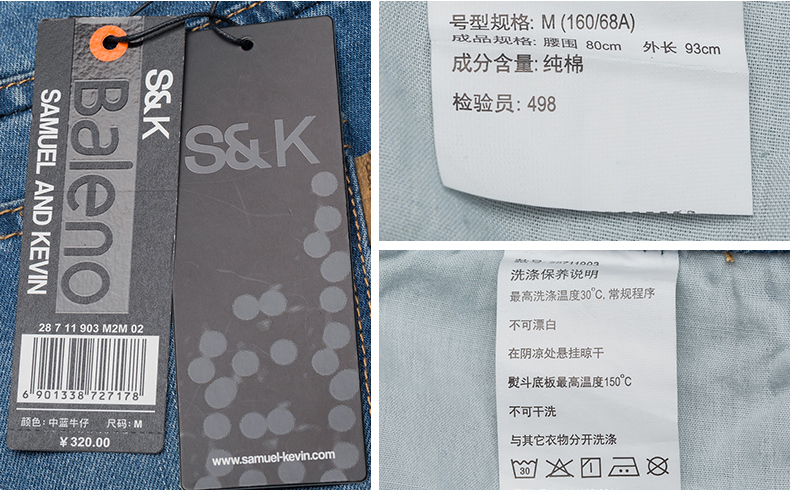 S&K
Baleno
SAMUEL AND KEVIN
28 7 11 903 M2M 02
6 901338 727178
颜色: 中蓝牛仔 尺码: M
¥ 320.00
S&K
www.samuel-kevin.com
号型规格: M (160/68A)
成品规格: 腰围 80cm 外长 93cm
成分含量: 纯棉
检验员: 498
洗涤保养说明
最高洗涤温度30°C, 常规程序
不可漂白
在阴凉处悬挂晾干
熨斗底板最高温度150°C
不可干洗
与其它衣物分开洗涤
30